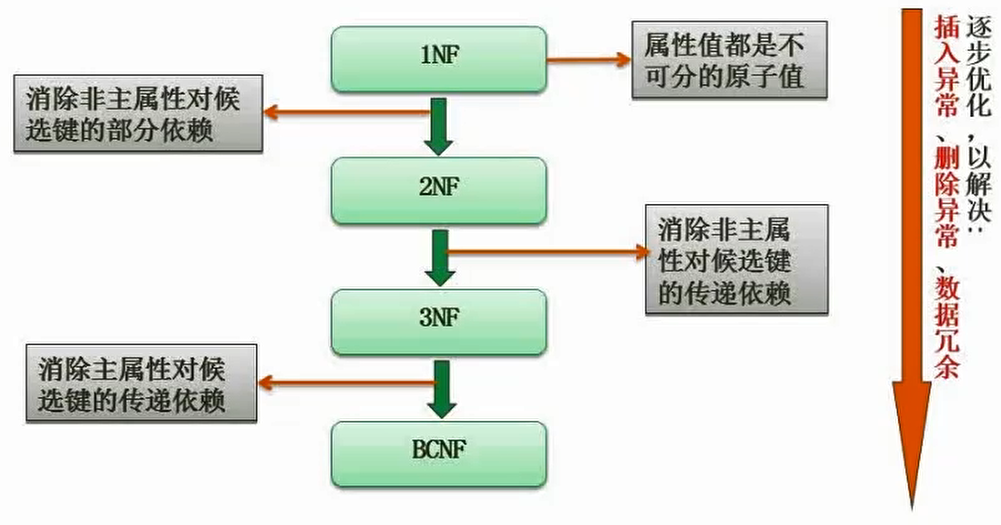 1NF
属性值都是不
可分的原子值
消除非主属性对候
选键的部分依赖
2NF
消除非主属
性对候选键
的传递依赖
3NF
消除主属性对候
选键的传递依赖
BCNF
逐步优化,以解决:
插入异常、删除异常、数据冗余